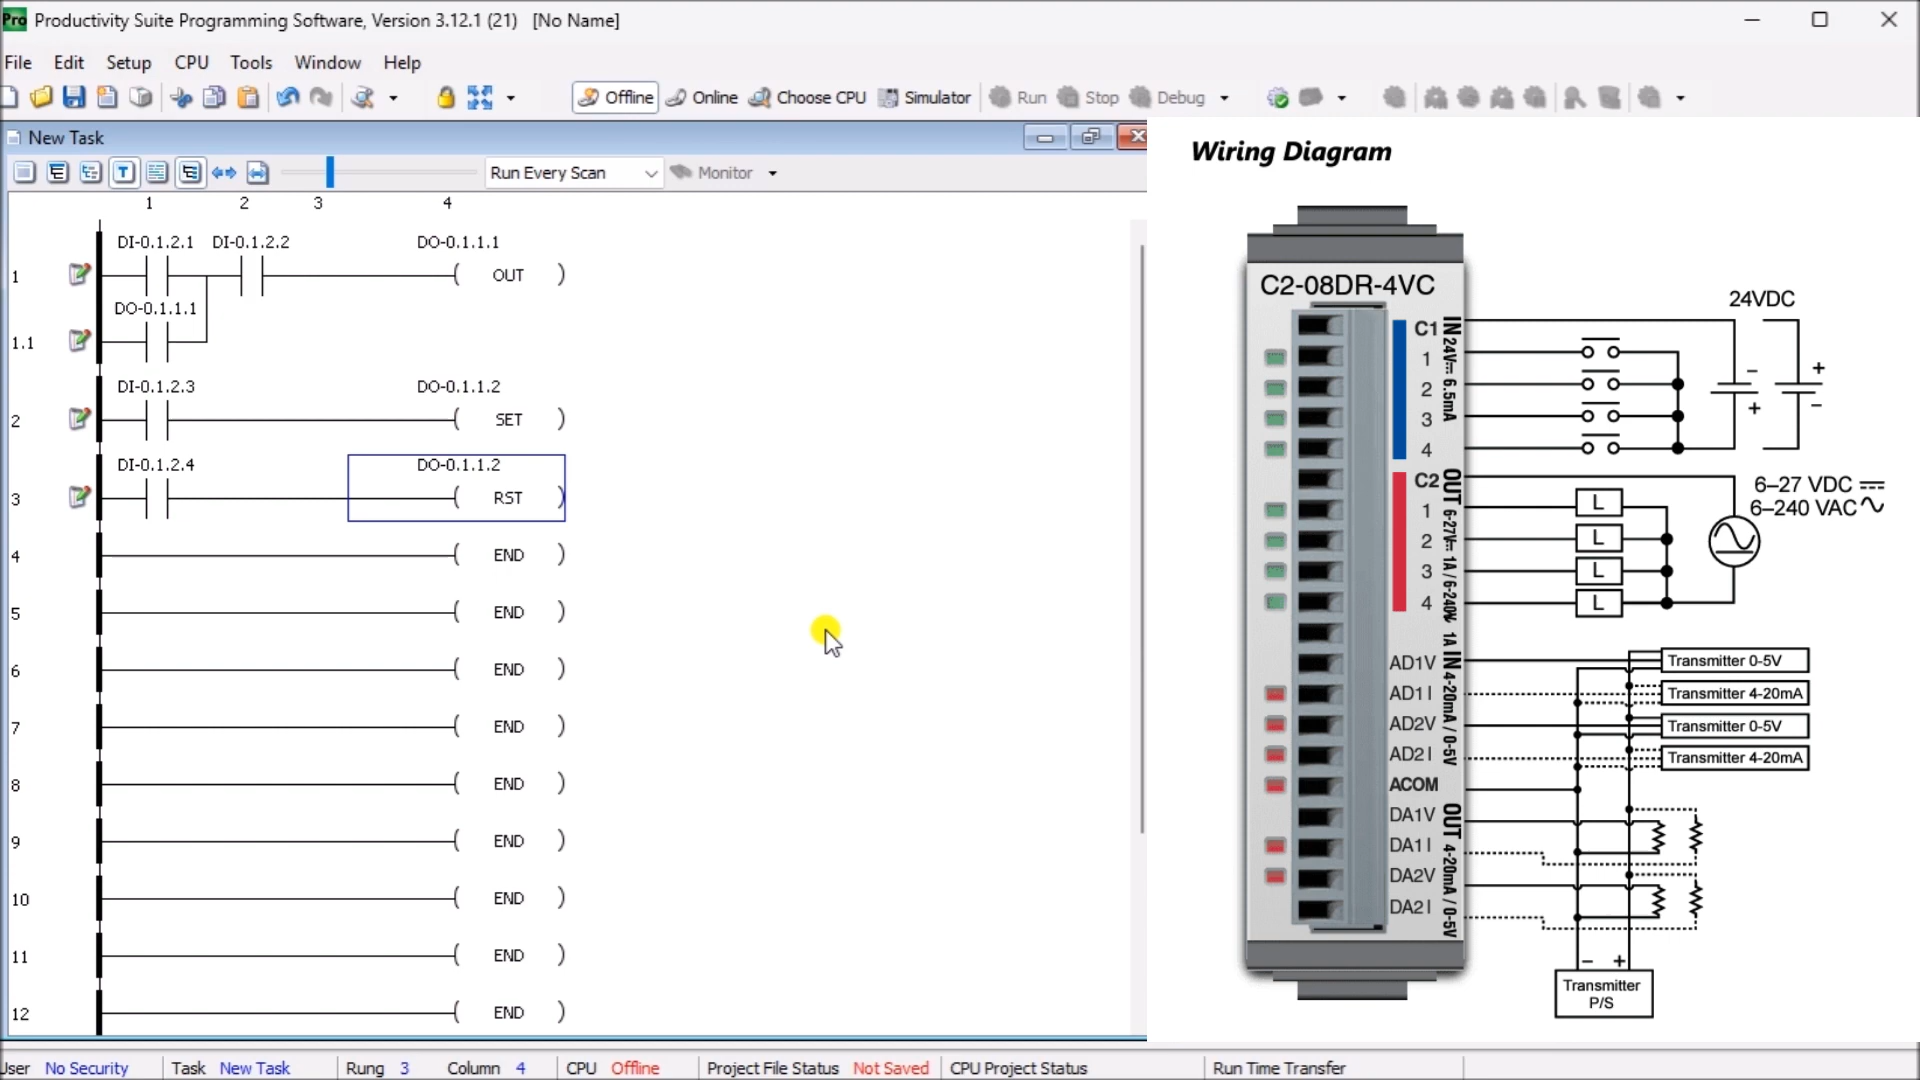 Pro Productivity Suite Programming Software, Version 3.12.1 (21) [No Name]
File Edit Setup CPU Tools Window Help
Offline Online Choose CPU Simulator Run Stop Debug
New Task
T Run Every Scan Monitor
1 2 3 4
DI-0.1.2.1 DI-0.1.2.2 DO-0.1.1.1
1 OUT
DO-0.1.1.1
1.1
DI-0.1.2.3 DO-0.1.1.2
2 SET
DI-0.1.2.4 DO-0.1.1.2
3 RST
4 END
5 END
6 END
7 END
8 END
9 END
10 END
11 END
12 END
Wiring Diagram
C2-08DR-4VC
24VDC
C1
1
2
3
4
IN 24V⎓ 6.5mA
- +
+ -
C2
1
2
3
4
OUT 6-27V⎓ 1A / 6-240V∿ 1A
L
L
L
L
6–27 VDC ⎓
6–240 VAC ∿
AD1V
AD1I
AD2V
AD2I
ACOM
IN 4-20mA / 0-5V
Transmitter 0-5V
Transmitter 4-20mA
Transmitter 0-5V
Transmitter 4-20mA
DA1V
DA1I
DA2V
DA2I
OUT 4-20mA / 0-5V
- +
Transmitter
P/S
User No Security Task New Task Rung 3 Column 4 CPU Offline Project File Status Not Saved CPU Project Status Run Time Transfer